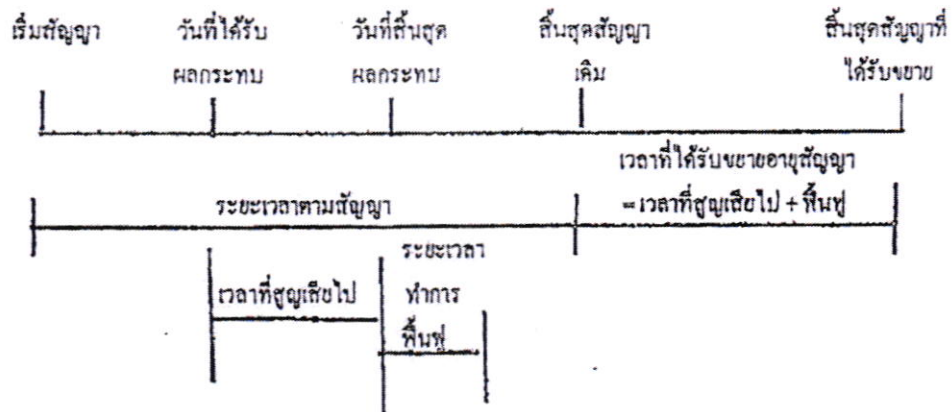 เริ่มสัญญา วันที่ได้รับ วันที่สิ้นสุด สิ้นสุดสัญญา สิ้นสุดสัญญาที่
ผลกระทบ ผลกระทบ เดิม ได้รับขยาย
เวลาที่ได้รับขยายอายุสัญญา
ระยะเวลาตามสัญญา =เวลาที่สูญเสียไป + ฟื้นฟู
ระยะเวลา
เวลาที่สูญเสียไป ทำการ
ฟื้นฟู